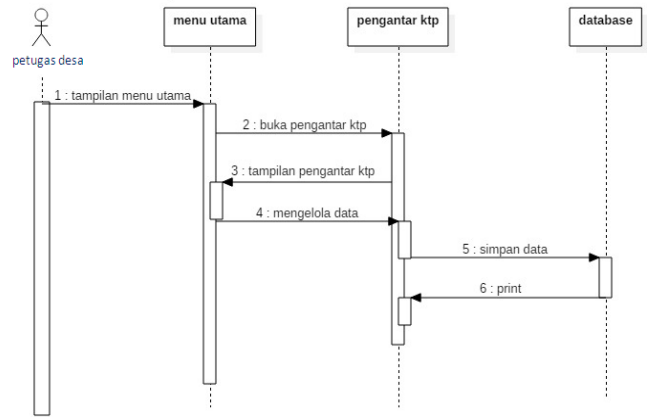 menu utama
pengantar ktp
database
petugas desa
1 : tampilan menu utama
2 : buka pengantar ktp
3 : tampilan pengantar ktp
4 : mengelola data
5 : simpan data
6 : print